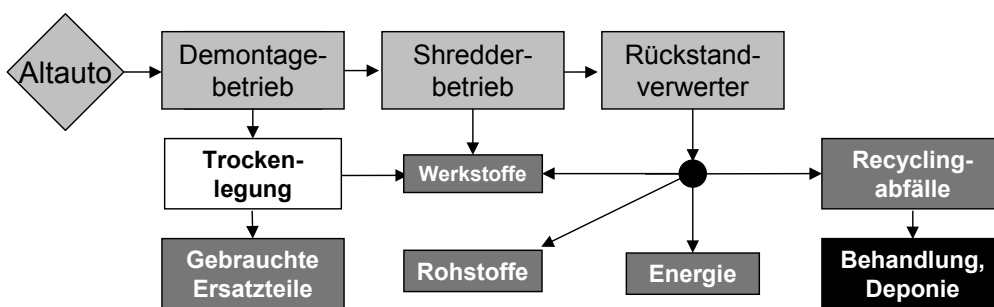 Altauto
Demontage-
betrieb
Shredder-
betrieb
Rückstand-
verwerter
Trocken-
legung
Werkstoffe
Recycling-
abfälle
Gebrauchte
Ersatzteile
Rohstoffe
Energie
Behandlung,
Deponie